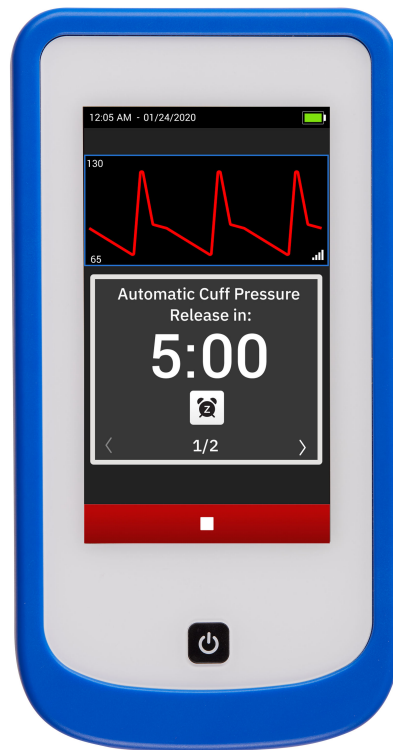 12:05 AM - 01/24/2020
130
65
Automatic Cuff Pressure
Release in:
5:00
Z
1/2